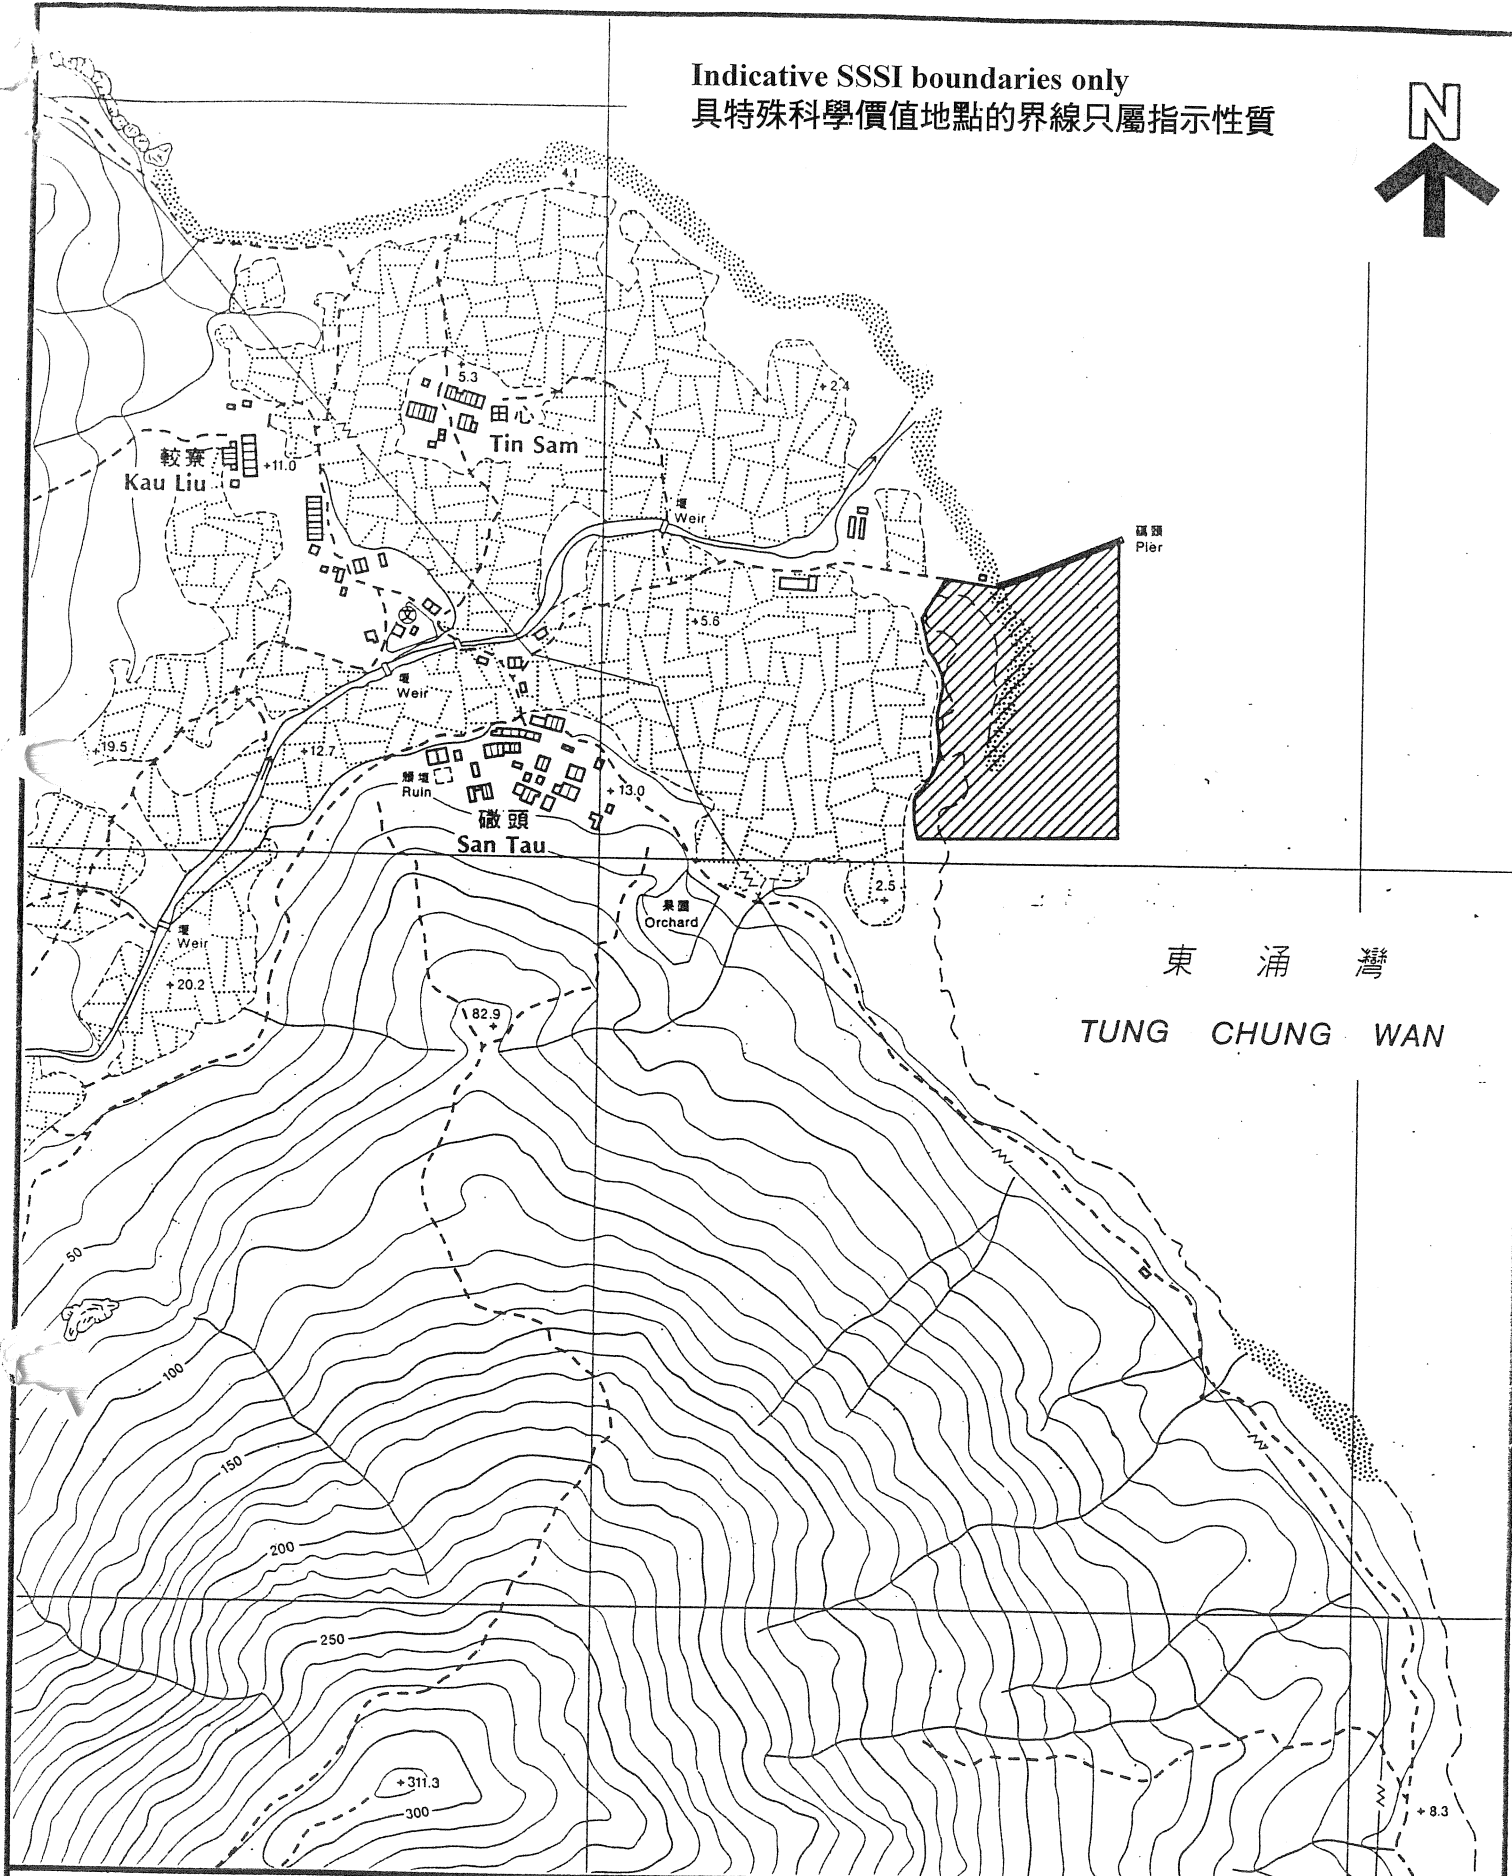 Indicative SSSI boundaries only
具特殊科學價值地點的界線只屬指示性質
N
4.1
5.3
田心
Tin Sam
2.4
較寮
Kau Liu
11.0
堰
Weir
碼頭
Pier
5.6
堰
Weir
19.5
12.7
頹垣
Ruin
13.0
䃟頭
San Tau
果園
Orchard
2.5
堰
Weir
20.2
東涌灣
TUNG CHUNG WAN
82.9
50
100
150
200
250
311.3
300
8.3